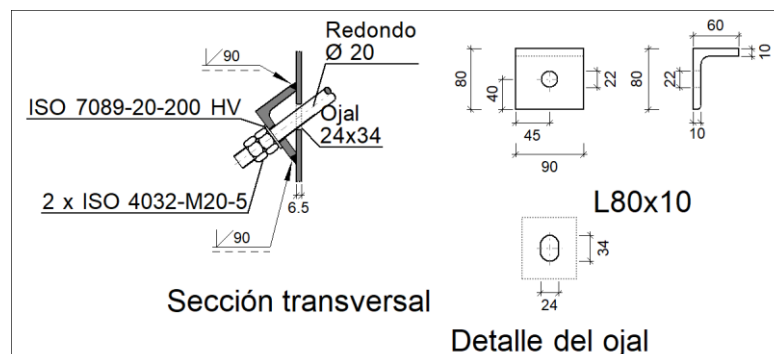 90
Redondo
Ø 20
ISO 7089-20-200 HV
Ojal
24x34
2 x ISO 4032-M20-5
6.5
90
Sección transversal
80
40
22
45
90
60
10
80
22
10
L80x10
34
24
Detalle del ojal